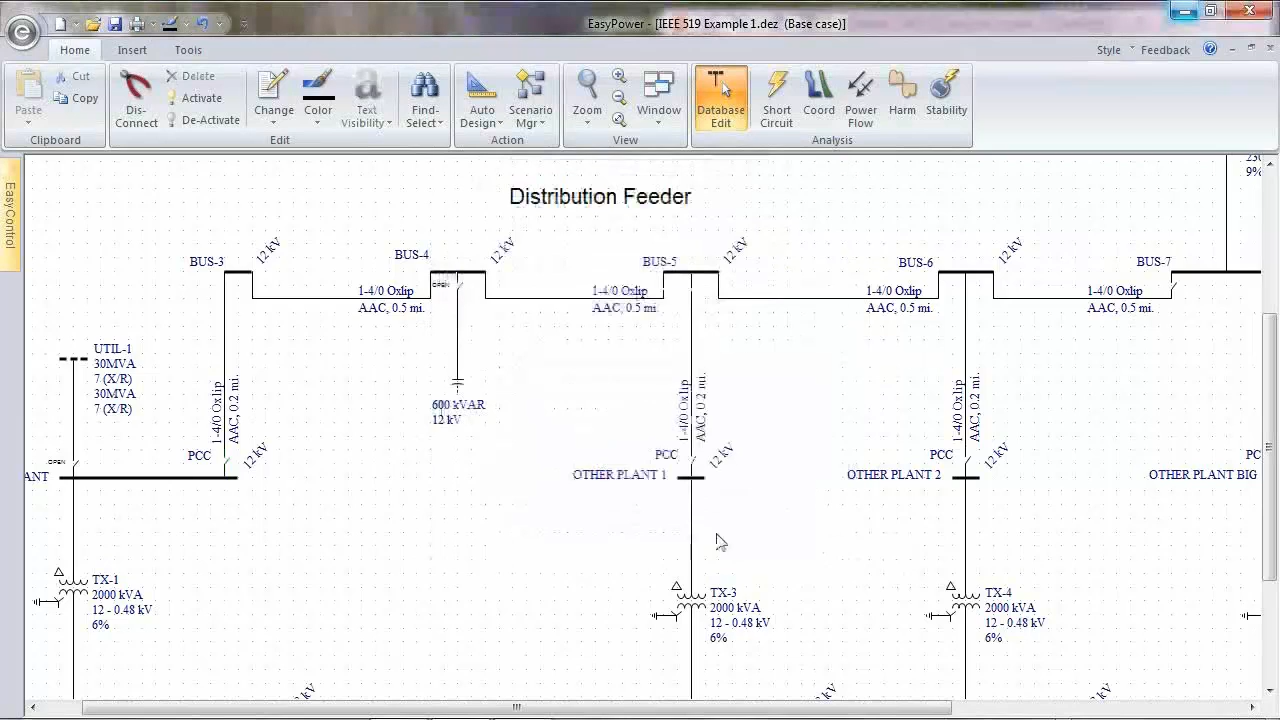 EasyPower - [IEEE 519 Example 1.dez (Base case)]
Home Insert Tools Style Feedback
Paste
Cut
Copy
Clipboard
Dis-
Connect
Delete
Activate
De-Activate
Change
Color
Text
Visibility
Find-
Select
Edit
Auto
Design
Scenario
Mgr
Action
Zoom
Window
View
Database
Edit
Short
Circuit
Coord
Power
Flow
Harm
Stability
Analysis
EasyControl
9%
Distribution Feeder
BUS-3
12 kV
BUS-4
12 kV
BUS-5
12 kV
BUS-6
12 kV
BUS-7
OPEN
1-4/0 Oxlip
AAC, 0.5 mi.
1-4/0 Oxlip
AAC, 0.5 mi.
1-4/0 Oxlip
AAC, 0.5 mi.
1-4/0 Oxlip
AAC, 0.5 mi.
UTIL-1
30MVA
7 (X/R)
30MVA
7 (X/R)
1-4/0 Oxlip
AAC, 0.2 mi.
600 kVAR
12 kV
1-4/0 Oxlip
AAC, 0.2 mi.
1-4/0 Oxlip
AAC, 0.2 mi.
OPEN
PCC
12 kV
PCC
12 kV
PCC
12 kV
PC
ANT
OTHER PLANT 1
OTHER PLANT 2
OTHER PLANT BIG
TX-1
2000 kVA
12 - 0.48 kV
6%
TX-3
2000 kVA
12 - 0.48 kV
6%
TX-4
2000 kVA
12 - 0.48 kV
6%